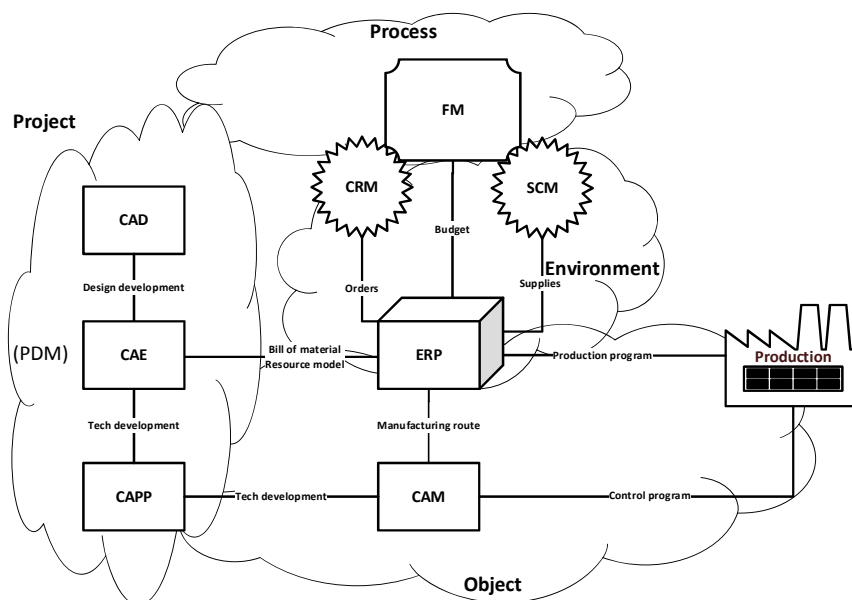 Process
Project
FM
CRM
SCM
CAD
Budget
Environment
Design development
Orders
Supplies
(PDM)
CAE
Bill of material
Resource model
ERP
Production program
Production
Tech development
Manufacturing route
CAPP
Tech development
CAM
Control program
Object